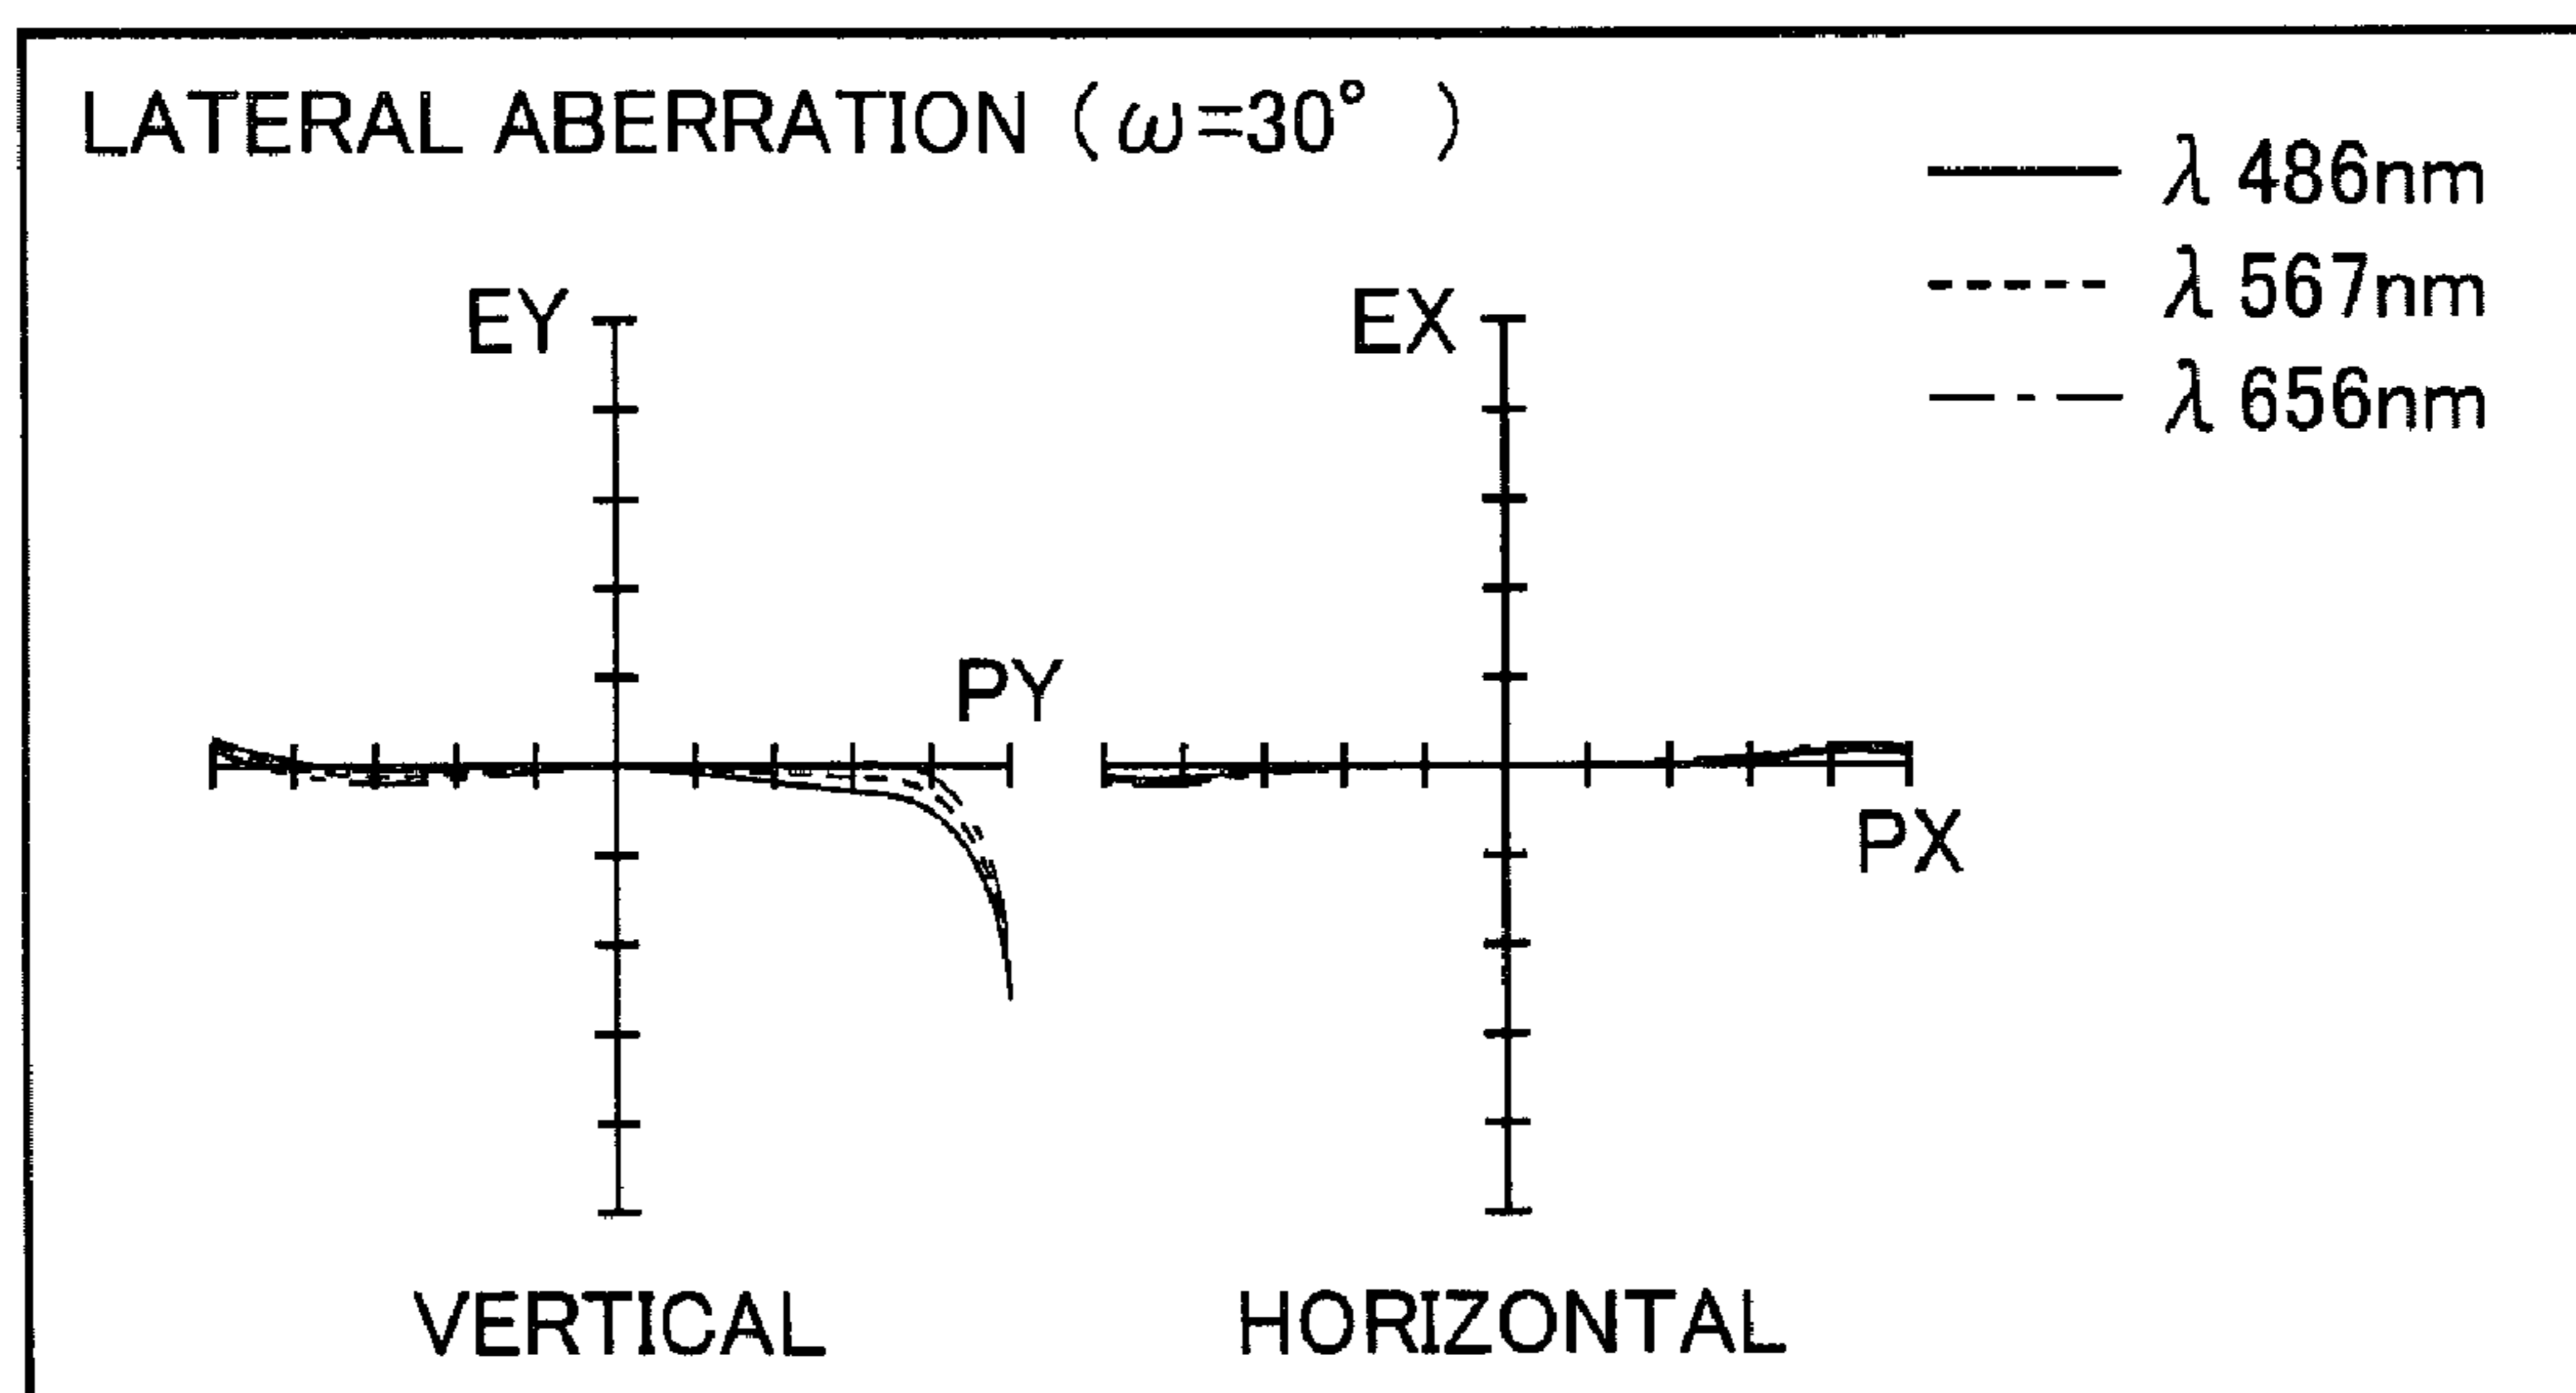 LATERAL ABERRATION (ω=30° )
λ 486nm
λ 567nm
λ 656nm
EY
EX
PY
PX
VERTICAL
HORIZONTAL